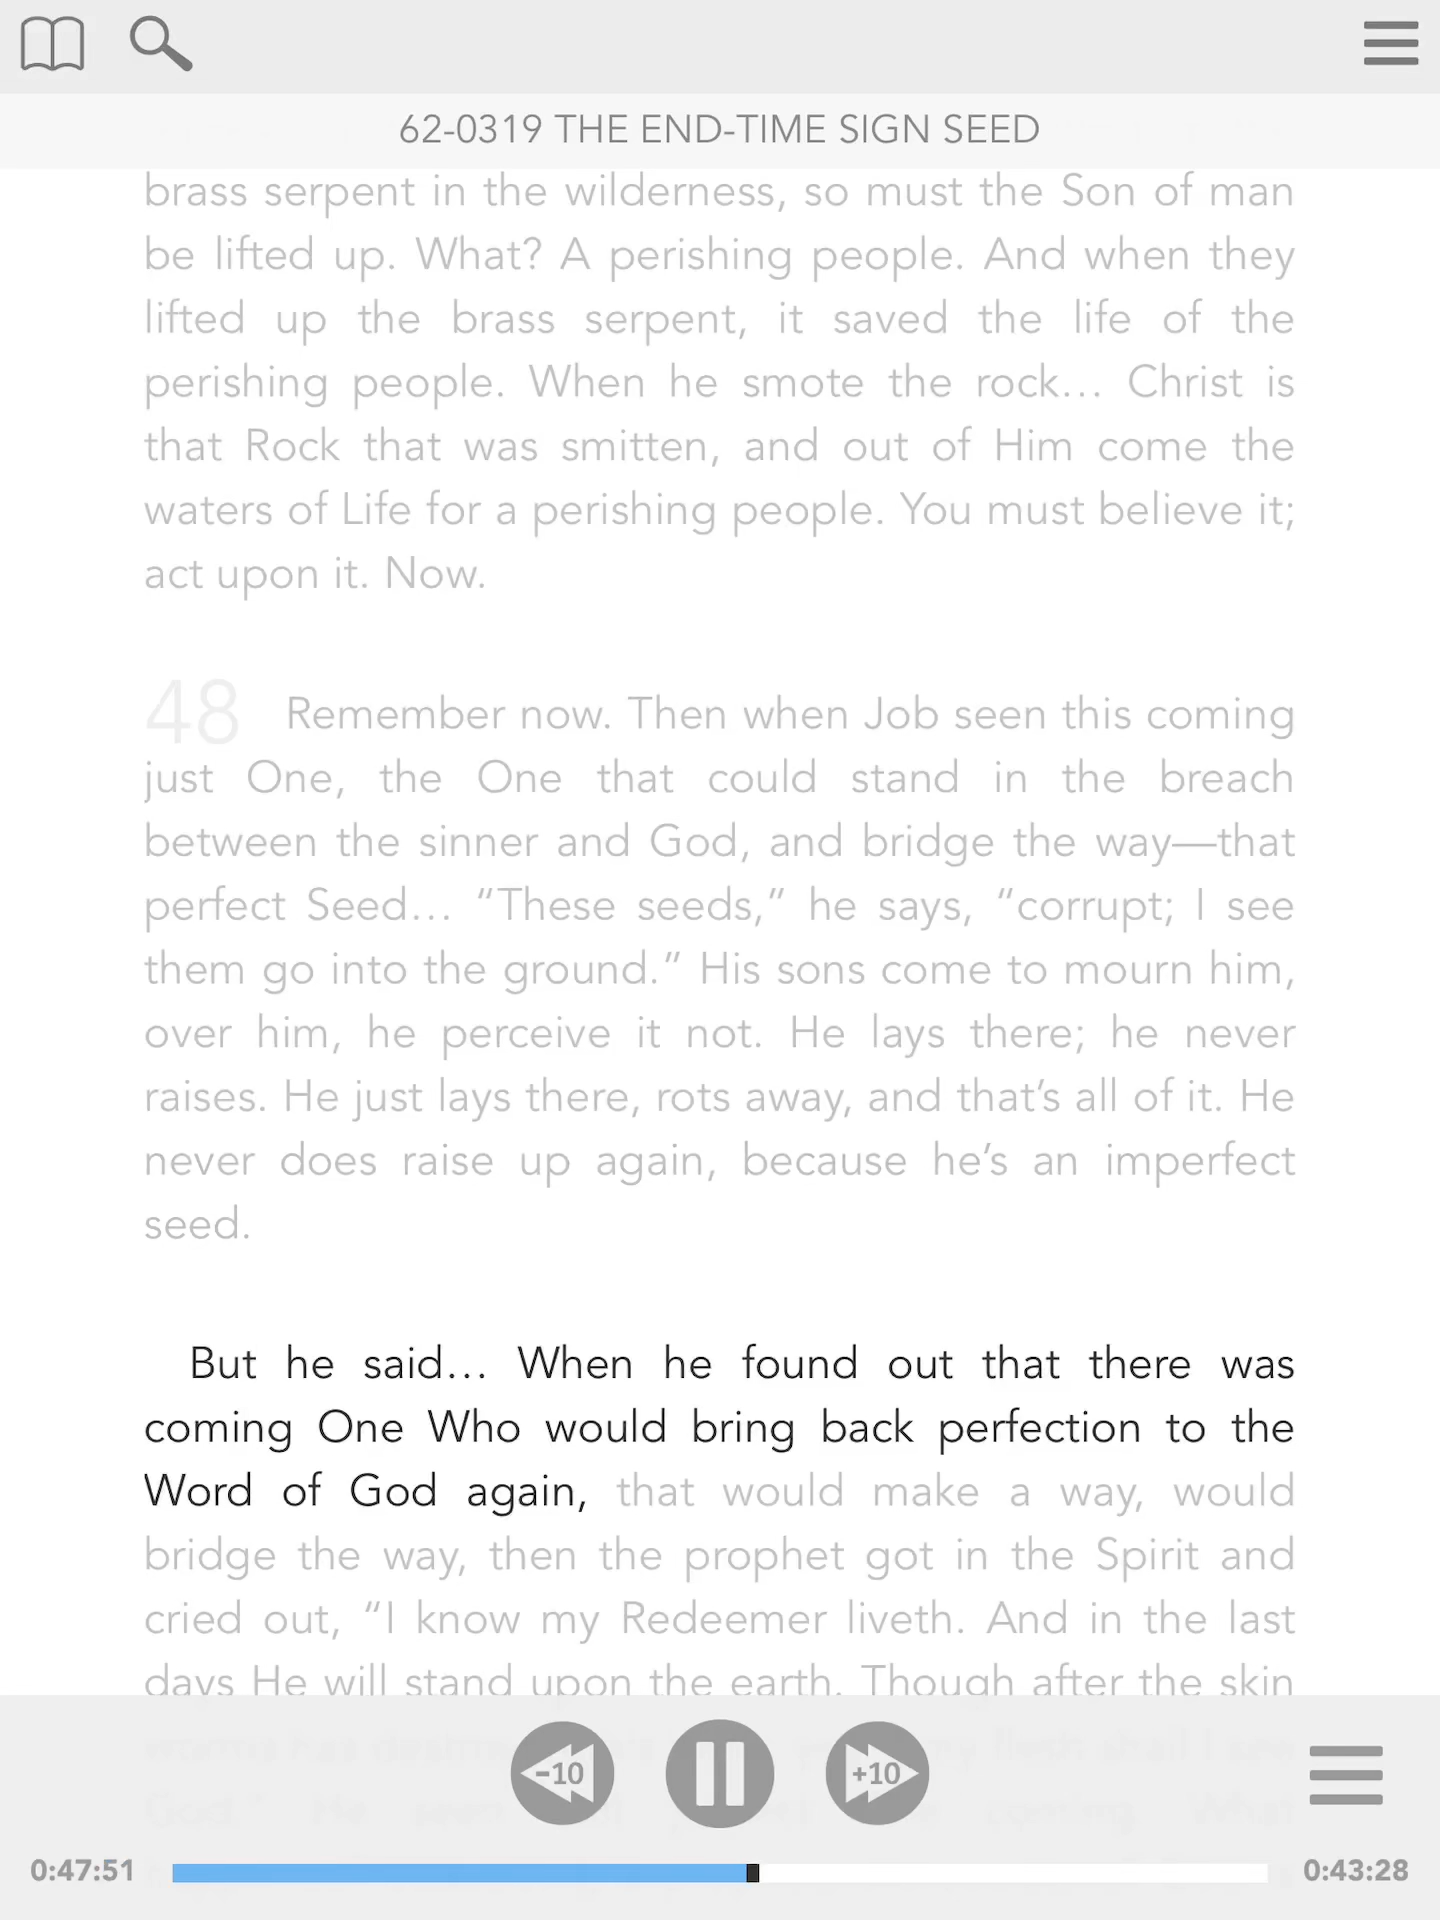 62-0319 THE END-TIME SIGN SEED
brass serpent in the wilderness, so must the Son of man
be lifted up. What? A perishing people. And when they
lifted up the brass serpent, it saved the life of the
perishing people. When he smote the rock… Christ is
that Rock that was smitten, and out of Him come the
waters of Life for a perishing people. You must believe it;
act upon it. Now.
48 Remember now. Then when Job seen this coming
just One, the One that could stand in the breach
between the sinner and God, and bridge the way—that
perfect Seed… “These seeds,” he says, “corrupt; I see
them go into the ground.” His sons come to mourn him,
over him, he perceive it not. He lays there; he never
raises. He just lays there, rots away, and that’s all of it. He
never does raise up again, because he’s an imperfect
seed.
But he said… When he found out that there was
coming One Who would bring back perfection to the
Word of God again, that would make a way, would
bridge the way, then the prophet got in the Spirit and
cried out, “I know my Redeemer liveth. And in the last
days He will stand upon the earth. Though after the skin
-10 +10
0:47:51 0:43:28